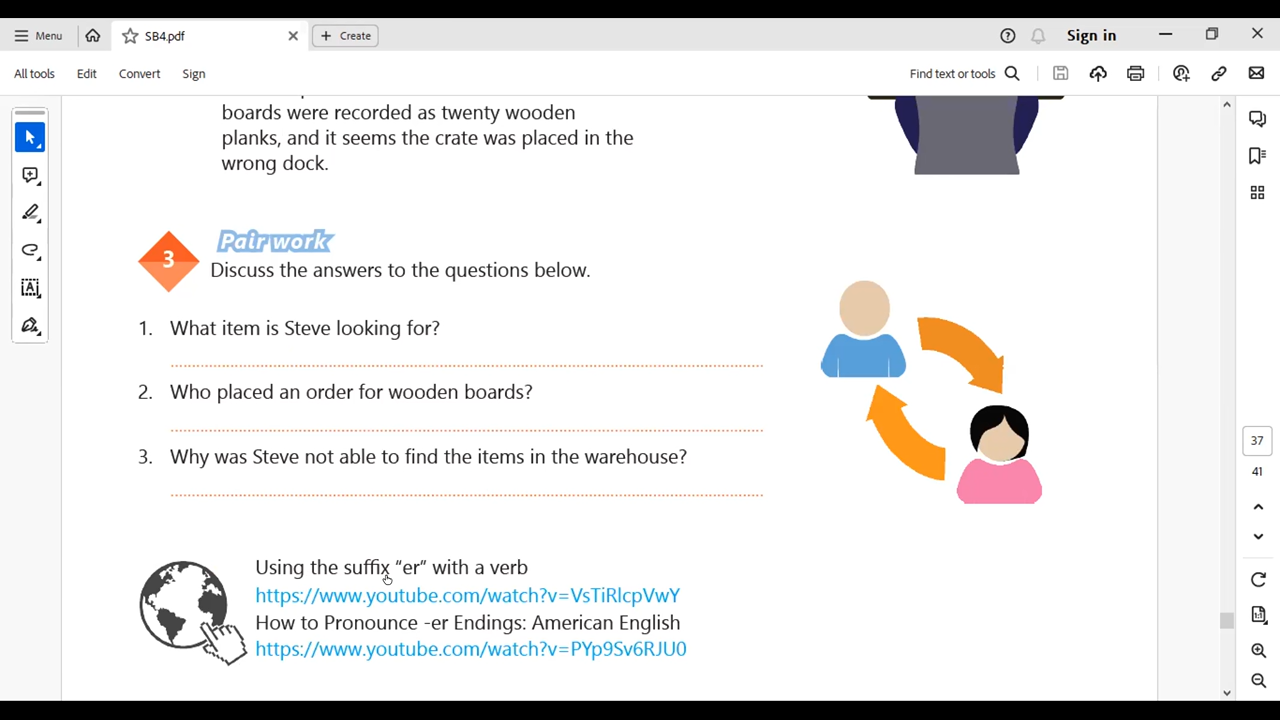 Menu
SB4.pdf
Create
Sign in
All tools
Edit
Convert
Sign
Find text or tools
boards were recorded as twenty wooden
planks, and it seems the crate was placed in the
wrong dock.
3
Pair work
Discuss the answers to the questions below.
1. What item is Steve looking for?
2. Who placed an order for wooden boards?
3. Why was Steve not able to find the items in the warehouse?
Using the suffix “er” with a verb
https://www.youtube.com/watch?v=VsTiRlcpVwY
How to Pronounce -er Endings: American English
https://www.youtube.com/watch?v=PYp9Sv6RJU0
37
41